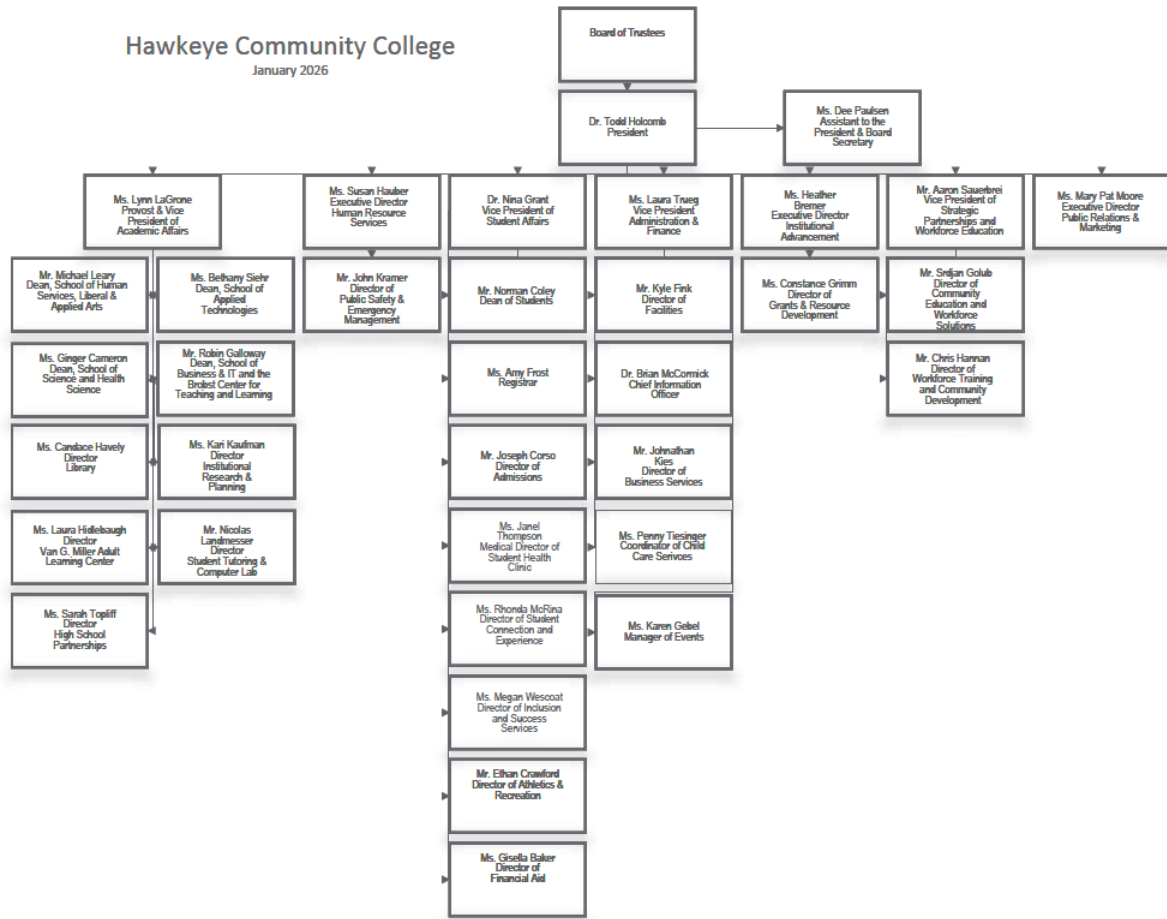 Hawkeye Community College
January 2026
Board of Trustees
Dr. Todd Holcomb
President
Ms. Dee Paulsen
Assistant to the
President & Board
Secretary
Ms. Lynn LaGrone
Provost & Vice
President of
Academic Affairs
Ms. Susan Hauber
Executive Director
Human Resource
Services
Dr. Nina Grant
Vice President of
Student Affairs
Ms. Laura Trueg
Vice President
Administration &
Finance
Ms. Heather
Bremer
Executive Director
Institutional
Advancement
Mr. Aaron Sauerbrei
Vice President of
Strategic
Partnerships and
Workforce Education
Ms. Mary Pat Moore
Executive Director
Public Relations &
Marketing
Mr. Michael Leary
Dean, School of Human
Services, Liberal &
Applied Arts
Ms. Bethany Siehr
Dean, School of
Applied
Technologies
Mr. John Kramer
Director of
Public Safety &
Emergency
Management
Mr. Norman Coley
Dean of Students
Mr. Kyle Fink
Director of
Facilities
Ms. Constance Grimm
Director of
Grants & Resource
Development
Mr. Srdjan Golub
Director of
Community
Education and
Workforce
Solutions
Ms. Ginger Cameron
Dean, School of
Science and Health
Science
Mr. Robin Galloway
Dean, School of
Business & IT and the
Brobst Center for
Teaching and Learning
Ms. Amy Frost
Registrar
Dr. Brian McCormick
Chief Information
Officer
Mr. Chris Hannan
Director of
Workforce Training
and Community
Development
Ms. Candace Havely
Director
Library
Ms. Kari Kaufman
Director
Institutional
Research &
Planning
Mr. Joseph Corso
Director of
Admissions
Mr. Johnathan
Kies
Director of
Business Services
Ms. Laura Hidlebaugh
Director
Van G. Miller Adult
Learning Center
Mr. Nicolas
Landmesser
Director
Student Tutoring &
Computer Lab
Ms. Janel
Thompson
Medical Director of
Student Health
Clinic
Ms. Penny Tiesinger
Coordinator of Child
Care Serivces
Ms. Sarah Topliff
Director
High School
Partnerships
Ms. Rhonda McRina
Director of Student
Connection and
Experience
Ms. Karen Gebel
Manager of Events
Ms. Megan Wescoat
Director of Inclusion
and Success
Services
Mr. Ethan Crawford
Director of Athletics &
Recreation
Ms. Gisella Baker
Director of
Financial Aid